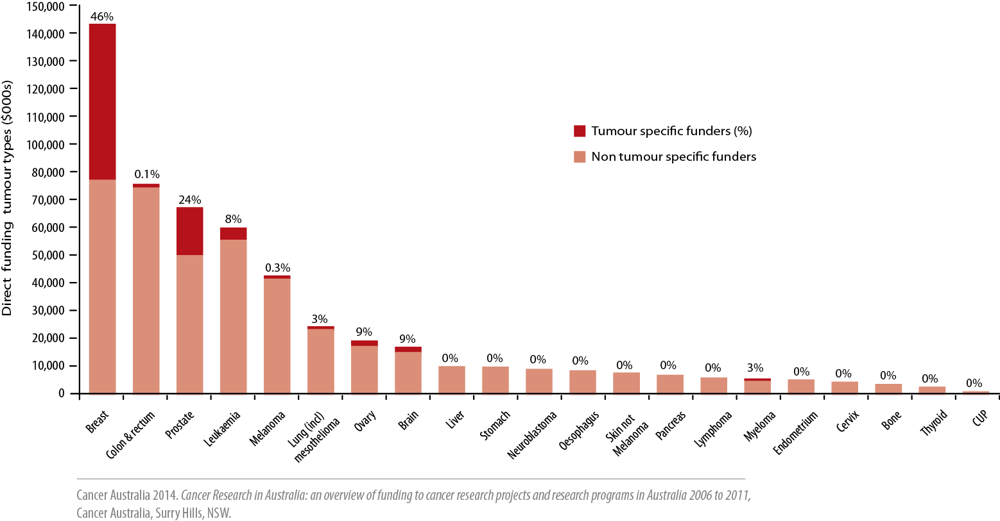 Direct funding tumour types ($000s)
150,000
140,000
130,000
120,000
110,000
100,000
90,000
80,000
70,000
60,000
50,000
40,000
30,000
20,000
10,000
0
46%
0.1%
24%
8%
0.3%
3%
9%
9%
0%
0%
0%
0%
0%
0%
0%
3%
0%
0%
0%
0%
0%
Tumour specific funders (%)
Non tumour specific funders
Breast
Colon & rectum
Prostate
Leukaemia
Melanoma
Lung (incl)
mesothelioma
Ovary
Brain
Liver
Stomach
Neuroblastoma
Oesophagus
Skin not
Melanoma
Pancreas
Lymphoma
Myeloma
Endometrium
Cervix
Bone
Thyroid
CUP
Cancer Australia 2014. Cancer Research in Australia: an overview of funding to cancer research projects and research programs in Australia 2006 to 2011,
Cancer Australia, Surry Hills, NSW.